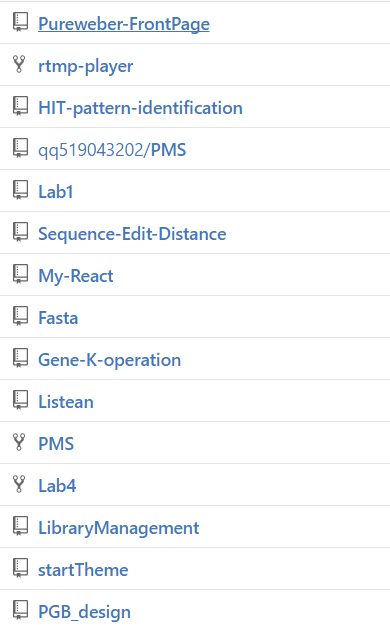 Pureweber-FrontPage
rtmp-player
HIT-pattern-identification
qq519043202/PMS
Lab1
Sequence-Edit-Distance
My-React
Fasta
Gene-K-operation
Listean
PMS
Lab4
LibraryManagement
startTheme
PGB_design